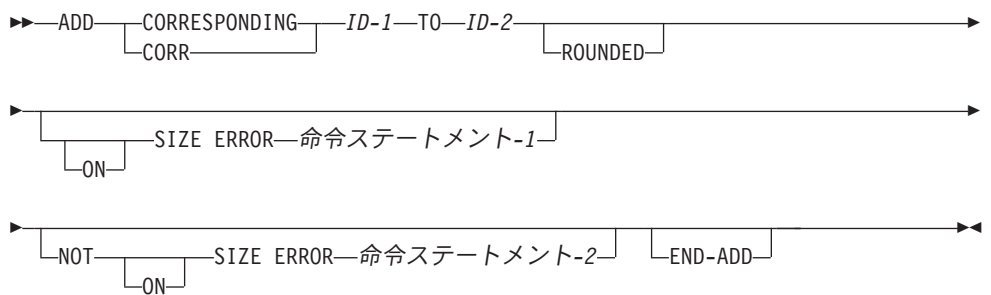 ADD CORRESPONDING ID-1 TO ID-2
CORR ROUNDED
SIZE ERROR 命令ステートメント-1
ON
NOT SIZE ERROR 命令ステートメント-2 END-ADD
ON